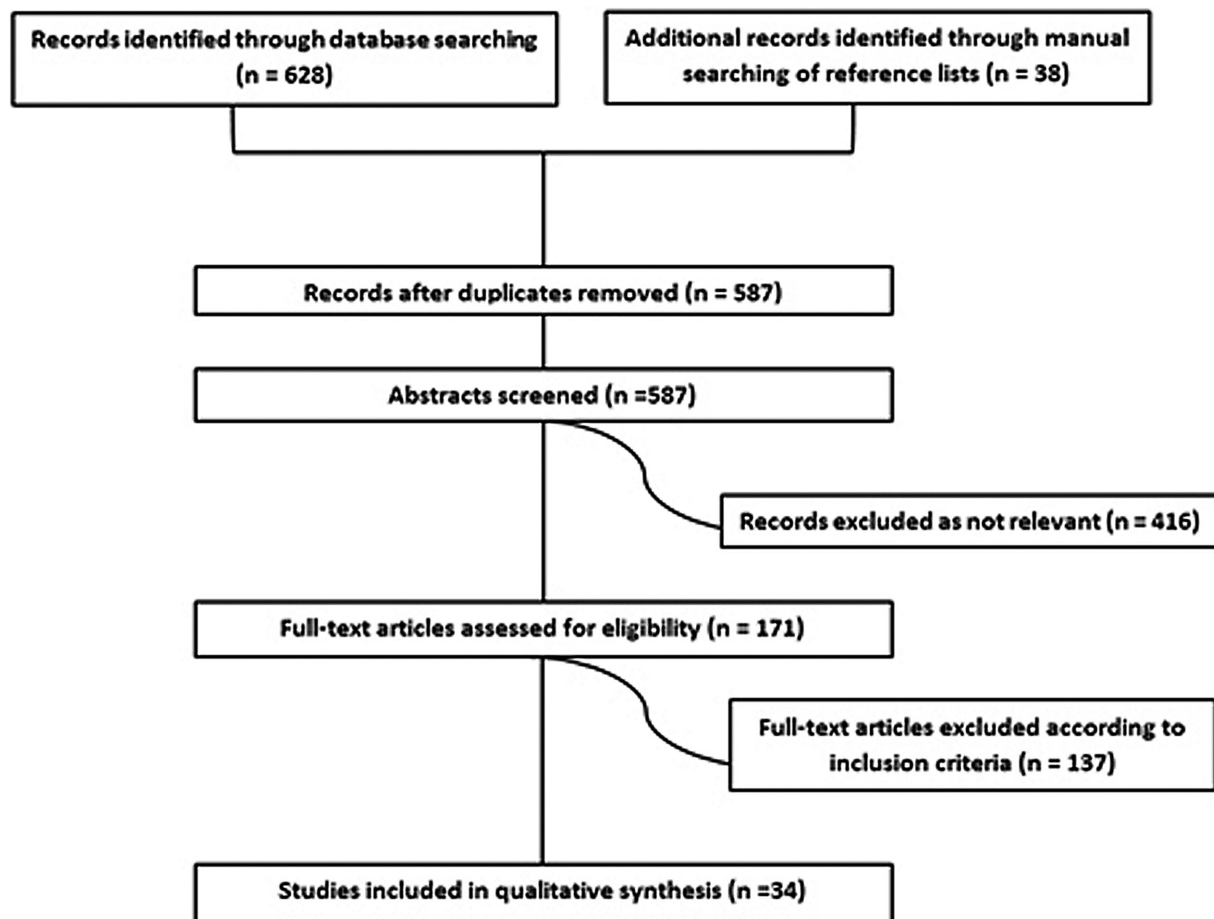 Records identified through database searching
(n = 628)
Additional records identified through manual
searching of reference lists (n = 38)
Records after duplicates removed (n = 587)
Abstracts screened (n =587)
Records excluded as not relevant (n = 416)
Full-text articles assessed for eligibility (n = 171)
Full-text articles excluded according to
inclusion criteria (n = 137)
Studies included in qualitative synthesis (n =34)